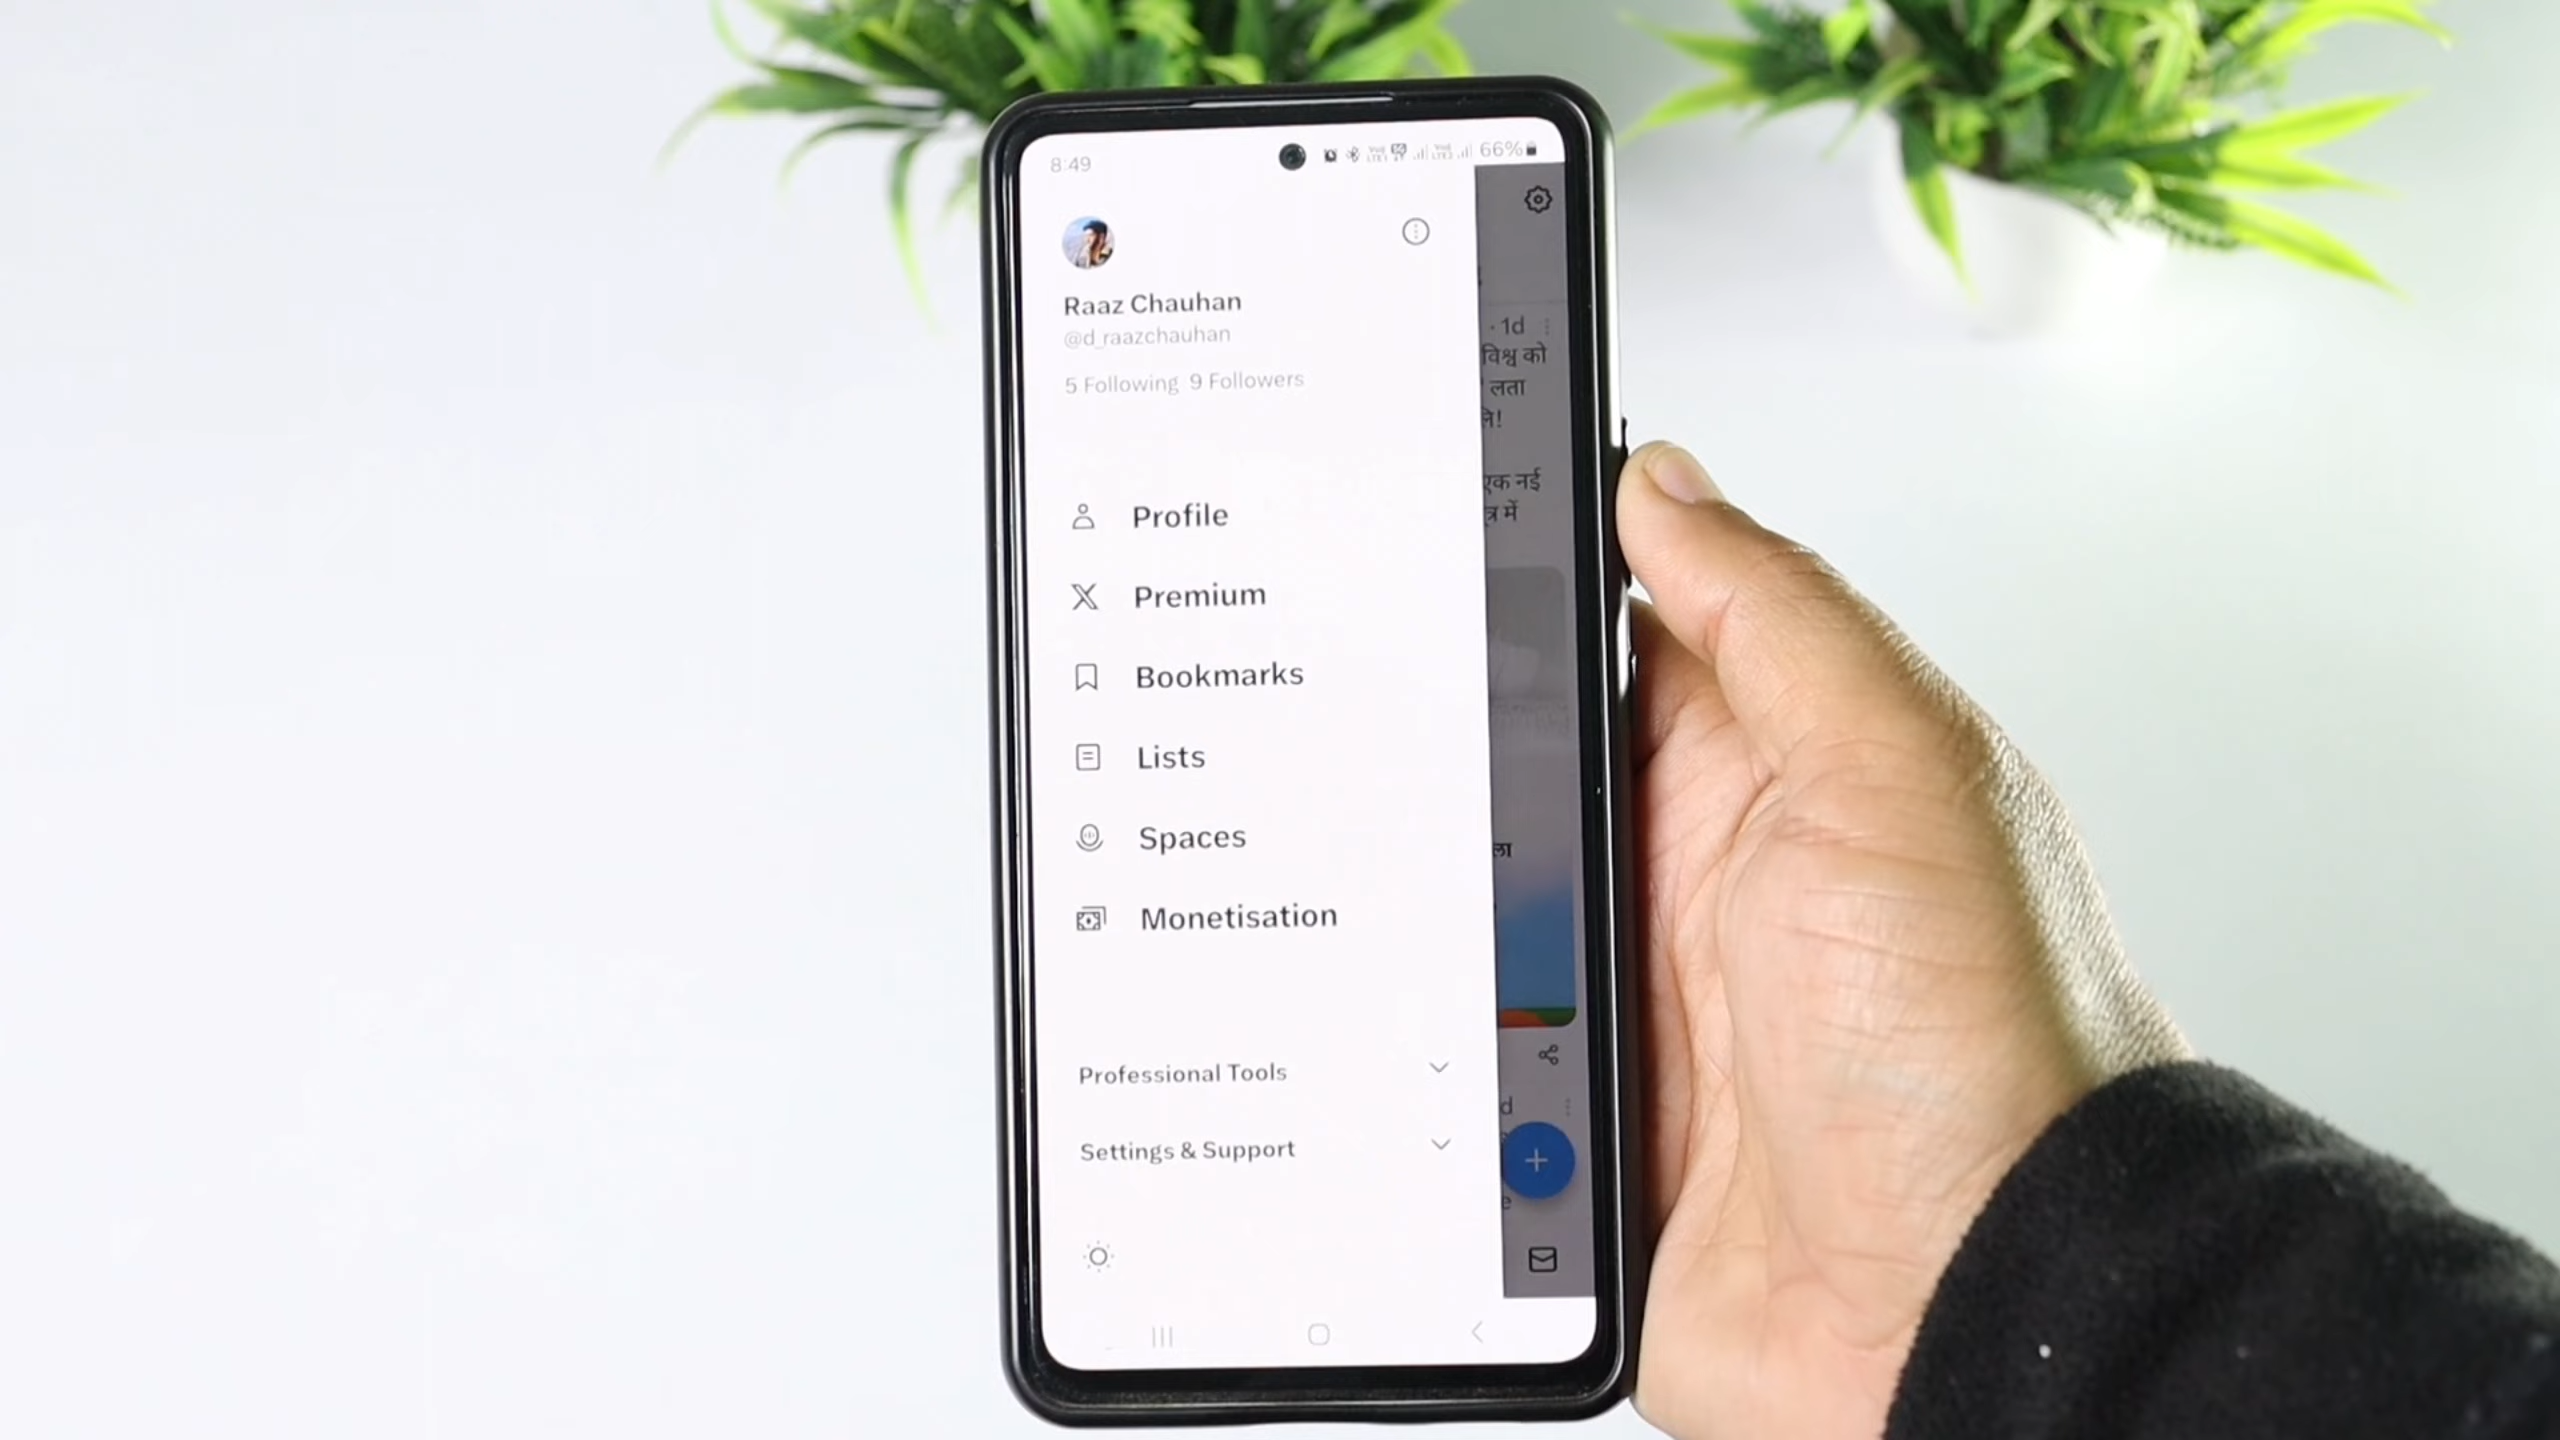 8:49
66%
Raaz Chauhan
@d_raazchauhan
5 Following 9 Followers
Profile
Premium
Bookmarks
Lists
Spaces
Monetisation
Professional Tools
Settings & Support
· 1d
विश्व को
लता
एक नई
में
ला
d
e